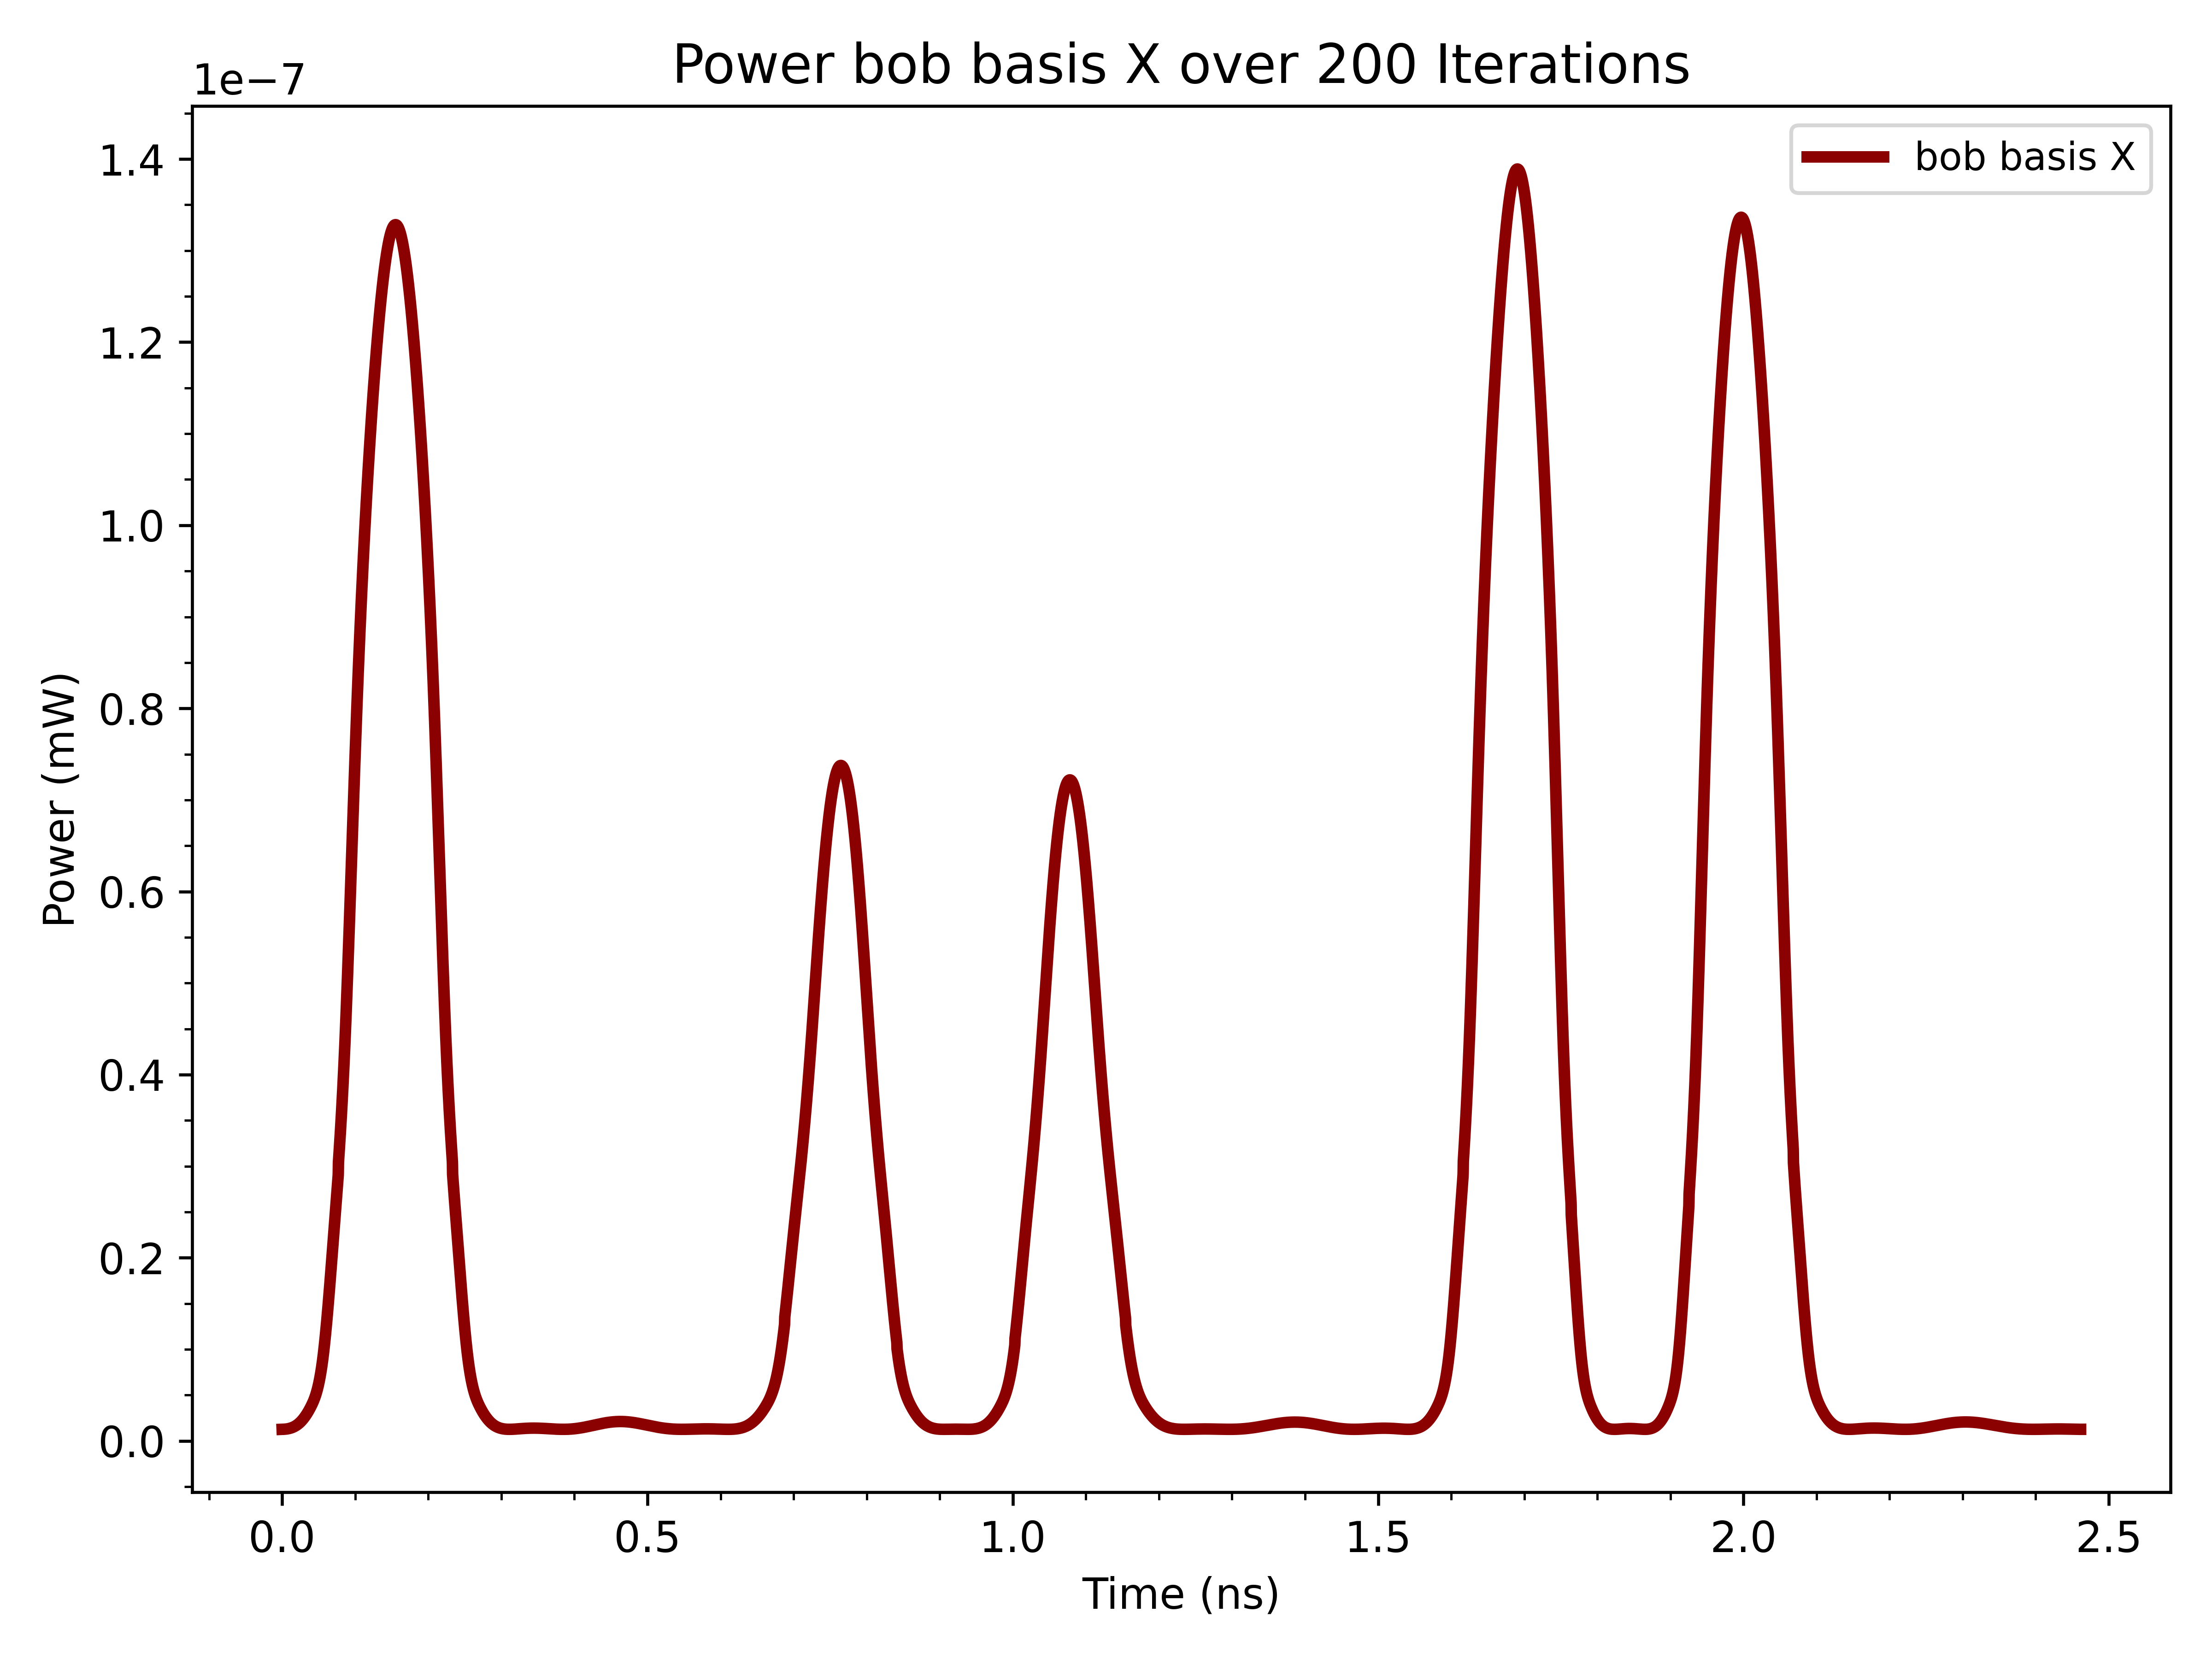 Power bob basis X over 200 Iterations
1e−7
bob basis X
1.4
1.2
1.0
0.8
0.6
0.4
0.2
0.0
Power (mW)
0.0 0.5 1.0 1.5 2.0 2.5
Time (ns)